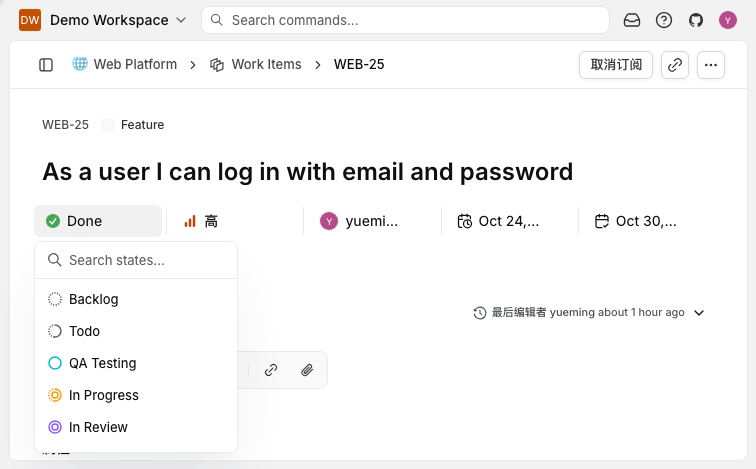 DW Demo Workspace Search commands... Y
Web Platform Work Items WEB-25 取消订阅
WEB-25 Feature
As a user I can log in with email and password
Done 高 Y yuemi... Oct 24,... Oct 30,...
Search states...
Backlog
最后编辑者 yueming about 1 hour ago
Todo
QA Testing
In Progress
In Review